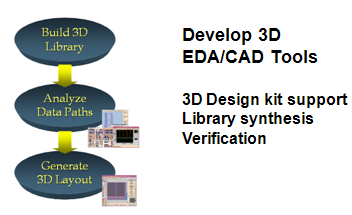 Build 3D
Library
Analyze
Data Paths
Generate
3D Layout
Develop 3D
EDA/CAD Tools
3D Design kit support
Library synthesis
Verification